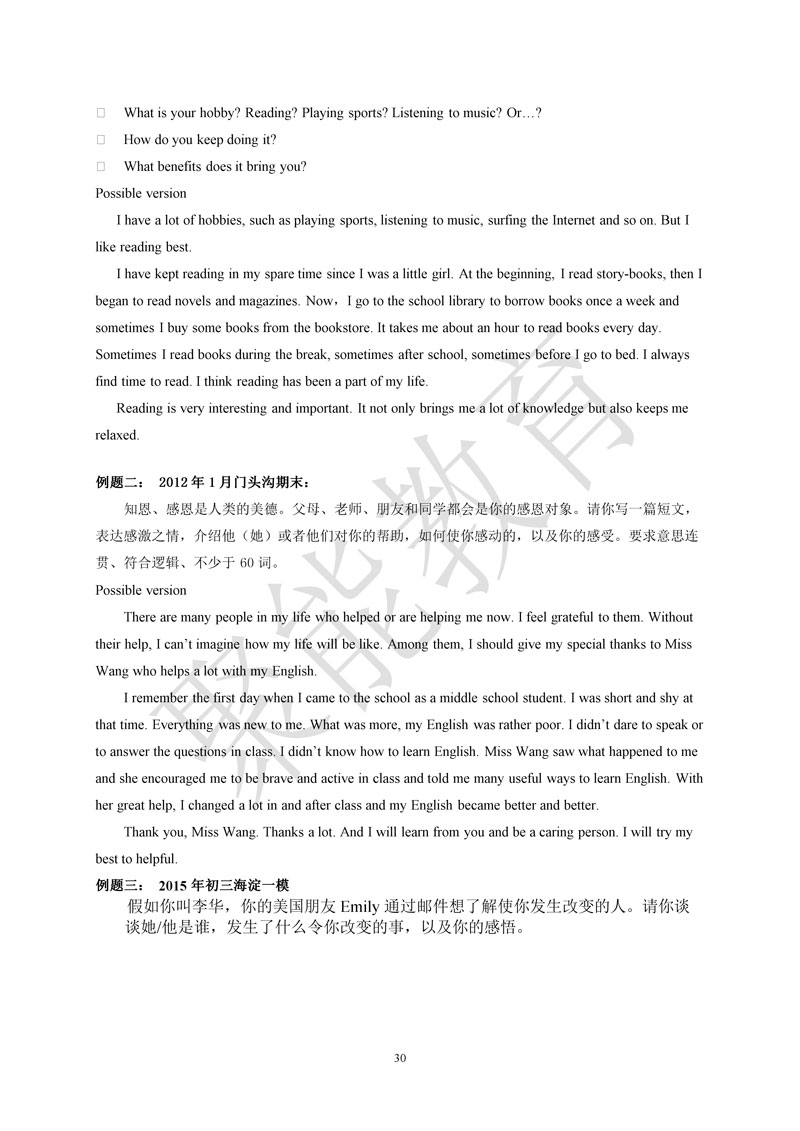 What is your hobby? Reading? Playing sports? Listening to music? Or…?
How do you keep doing it?
What benefits does it bring you?
Possible version
I have a lot of hobbies, such as playing sports, listening to music, surfing the Internet and so on. But I
like reading best.
I have kept reading in my spare time since I was a little girl. At the beginning, I read story-books, then I
began to read novels and magazines. Now，I go to the school library to borrow books once a week and
sometimes I buy some books from the bookstore. It takes me about an hour to read books every day.
Sometimes I read books during the break, sometimes after school, sometimes before I go to bed. I always
find time to read. I think reading has been a part of my life.
Reading is very interesting and important. It not only brings me a lot of knowledge but also keeps me
relaxed.
例题二： 2012 年 1 月门头沟期末：
知恩、感恩是人类的美德。父母、老师、朋友和同学都会是你的感恩对象。请你写一篇短文，
表达感激之情，介绍他（她）或者他们对你的帮助，如何使你感动的，以及你的感受。要求意思连
贯、符合逻辑、不少于 60 词。
Possible version
There are many people in my life who helped or are helping me now. I feel grateful to them. Without
their help, I can’t imagine how my life will be like. Among them, I should give my special thanks to Miss
Wang who helps a lot with my English.
I remember the first day when I came to the school as a middle school student. I was short and shy at
that time. Everything was new to me. What was more, my English was rather poor. I didn’t dare to speak or
to answer the questions in class. I didn’t know how to learn English. Miss Wang saw what happened to me
and she encouraged me to be brave and active in class and told me many useful ways to learn English. With
her great help, I changed a lot in and after class and my English became better and better.
Thank you, Miss Wang. Thanks a lot. And I will learn from you and be a caring person. I will try my
best to helpful.
例题三： 2015 年初三海淀一模
假如你叫李华，你的美国朋友 Emily 通过邮件想了解使你发生改变的人。请你谈
谈她/他是谁，发生了什么令你改变的事，以及你的感悟。
聚能教育
30